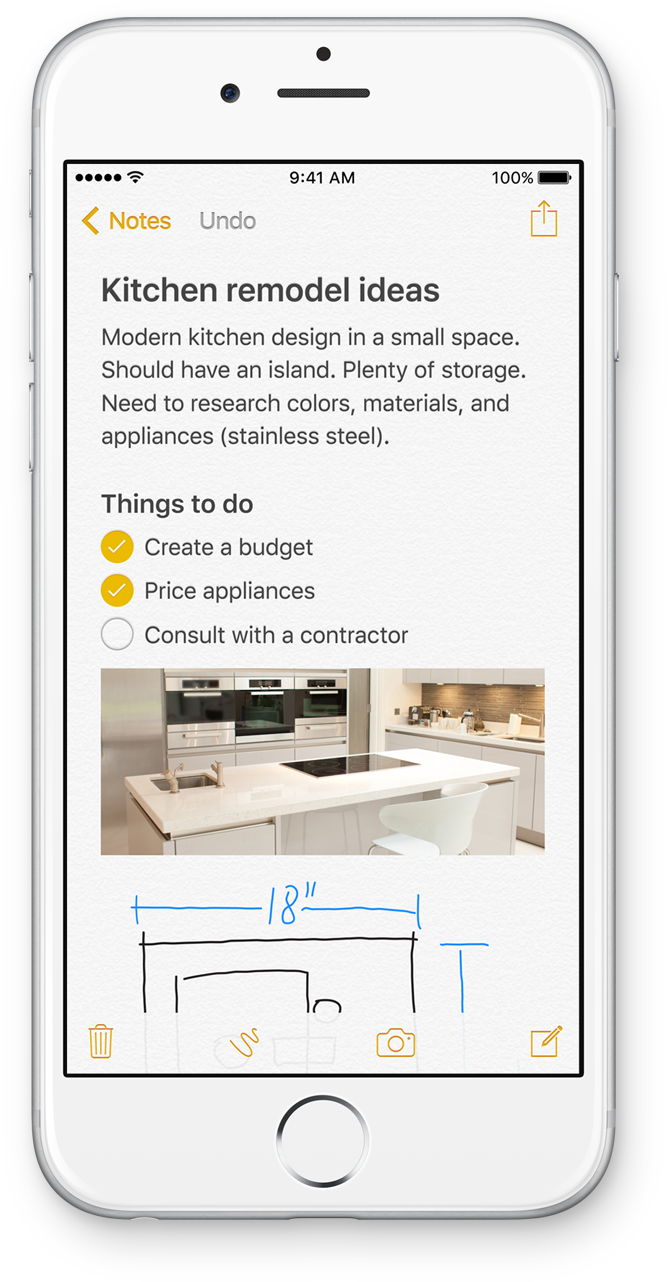 9:41 AM
100%
Notes
Undo
Kitchen remodel ideas
Modern kitchen design in a small space.
Should have an island. Plenty of storage.
Need to research colors, materials, and
appliances (stainless steel).
Things to do
Create a budget
Price appliances
Consult with a contractor
18"